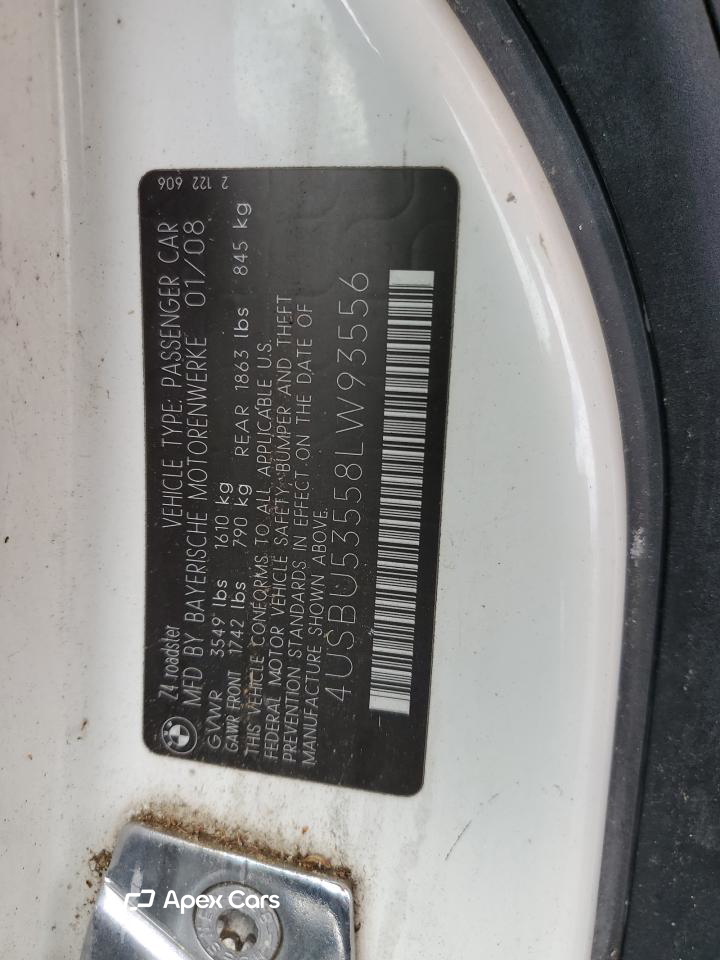 Z4 roadster VEHICLE TYPE: PASSENGER CAR 2 122 606
MFD BY BAYERISCHE MOTORENWERKE 01/08
GVWR 3549 lbs 1610 kg
GAWR FRONT 1742 lbs 790 kg REAR 1863 lbs 845 kg
THIS VEHICLE CONFORMS TO ALL APPLICABLE U.S.
FEDERAL MOTOR VEHICLE SAFETY, BUMPER AND THEFT
PREVENTION STANDARDS IN EFFECT ON THE DATE OF
MANUFACTURE SHOWN ABOVE.
4USBU53558LW93556
Apex Cars